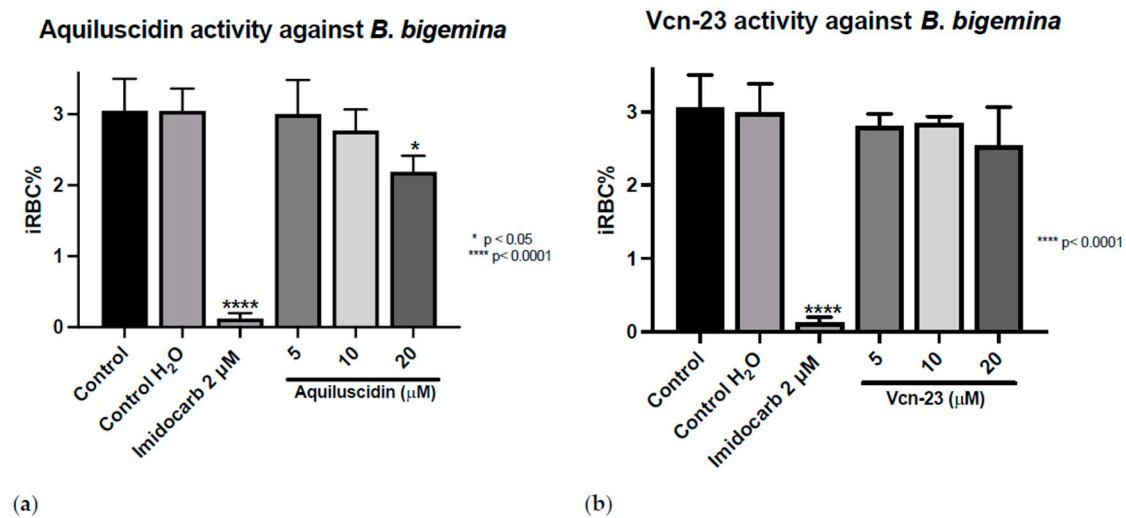 Aquiluscidin activity against B. bigemina
iRBC%
3
2
1
0
****
*
* p < 0.05
**** p< 0.0001
Control
Control H₂O
Imidocarb 2 µM
5
10
20
Aquiluscidin (µM)
(a)
Vcn-23 activity against B. bigemina
iRBC%
3
2
1
0
****
**** p< 0.0001
Control
Control H₂O
Imidocarb 2 µM
5
10
20
Vcn-23 (µM)
(b)